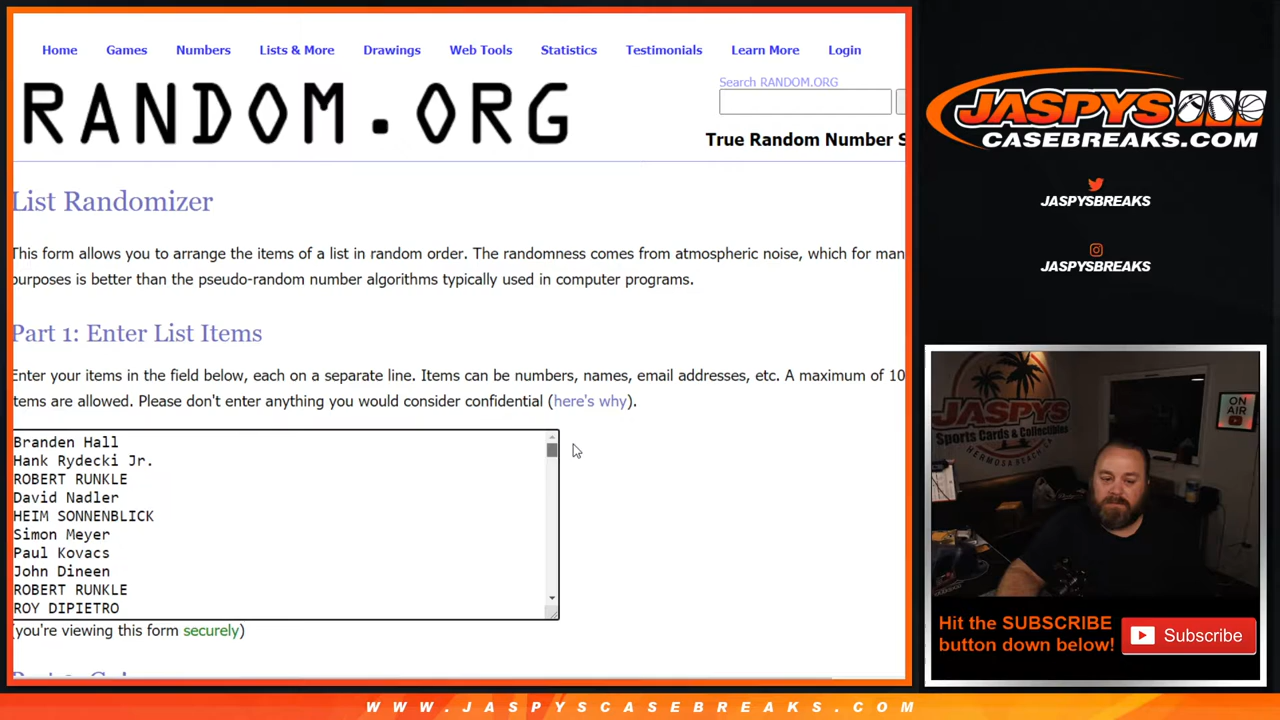 Home Games Numbers Lists & More Drawings Web Tools Statistics Testimonials Learn More Login
RANDOM.ORG
Search RANDOM.ORG
True Random Number S
List Randomizer
This form allows you to arrange the items of a list in random order. The randomness comes from atmospheric noise, which for man
purposes is better than the pseudo-random number algorithms typically used in computer programs.
Part 1: Enter List Items
Enter your items in the field below, each on a separate line. Items can be numbers, names, email addresses, etc. A maximum of 10
items are allowed. Please don't enter anything you would consider confidential (here's why).
Branden Hall
Hank Rydecki Jr.
ROBERT RUNKLE
David Nadler
HEIM SONNENBLICK
Simon Meyer
Paul Kovacs
John Dineen
ROBERT RUNKLE
ROY DIPIETRO
(you're viewing this form securely)
JASPYS
CASEBREAKS.COM
JASPYSBREAKS
JASPYSBREAKS
JASPYS
Sports Cards & Collectibles
HERMOSA BEACH, CA
ON AIR
Hit the SUBSCRIBE
button down below!
Subscribe
WWW.JASPYSCASEBREAKS.COM